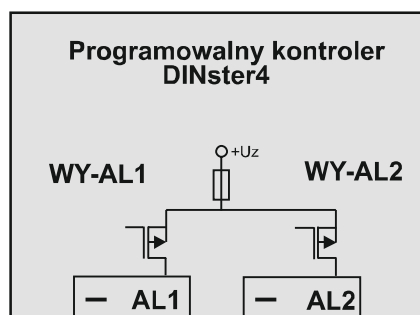 Programowalny kontroler
DINster4
+Uz
WY-AL1
WY-AL2
— AL1
— AL2